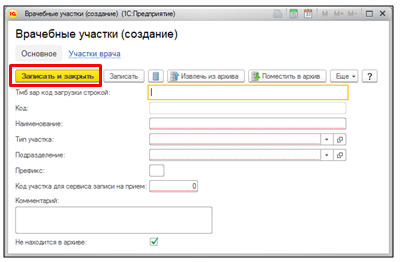 Врачебные участки (создание) (1С:Предприятие)
M M+ M-
Врачебные участки (создание)
Основное Участки врача
Записать и закрыть Записать Извлечь из архива Поместить в архив Еще ?
Тмб вар код загрузки строкой:
Код:
Наименование:
Тип участка:
Подразделение:
Префикс:
Код участка для сервиса записи на прием: 0
Комментарий:
Не находится в архиве: